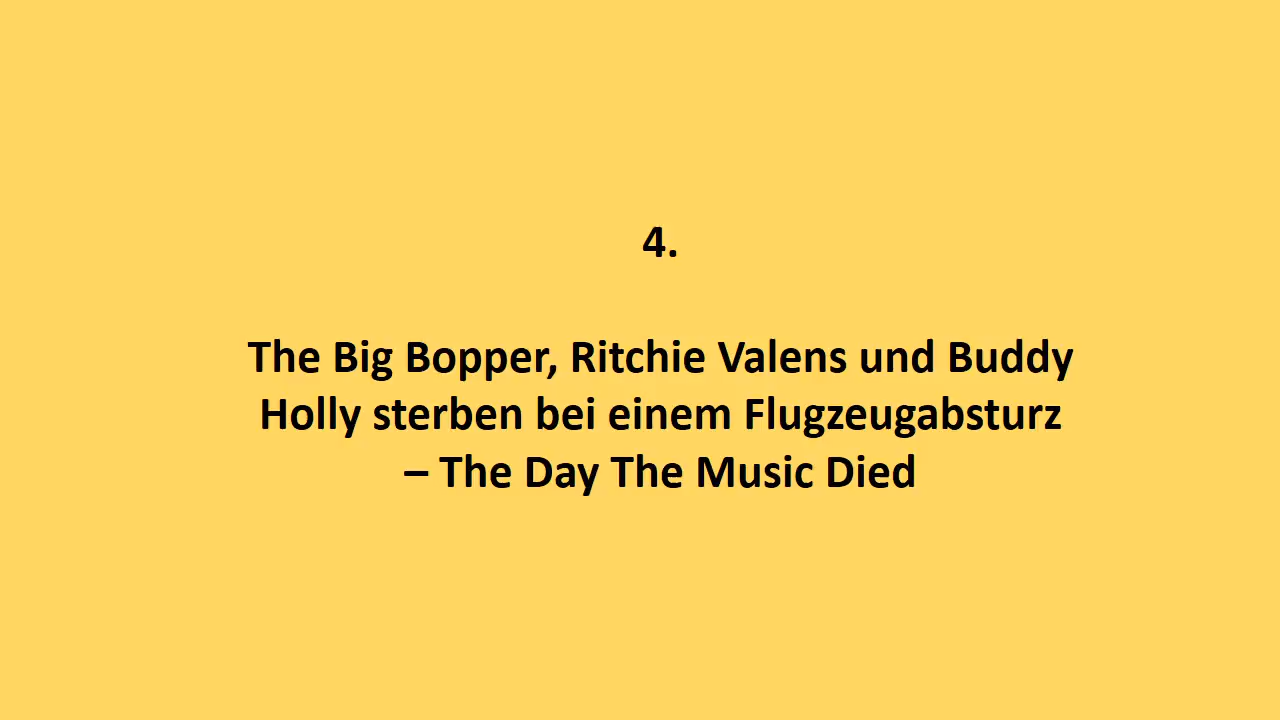 4.
The Big Bopper, Ritchie Valens und Buddy
Holly sterben bei einem Flugzeugabsturz
– The Day The Music Died